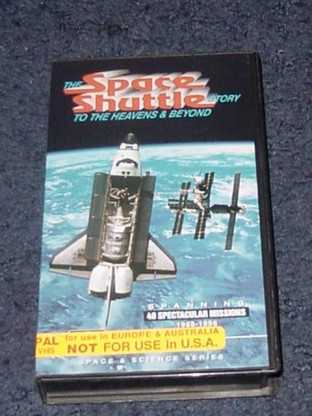 THE Space
Shuttle STORY
TO THE HEAVENS & BEYOND
SPANNING
40 SPECTACULAR MISSIONS
PAL for use in EUROPE & AUSTRALIA
VHS NOT FOR USE in U.S.A.
SPACE & SCIENCE SERIES